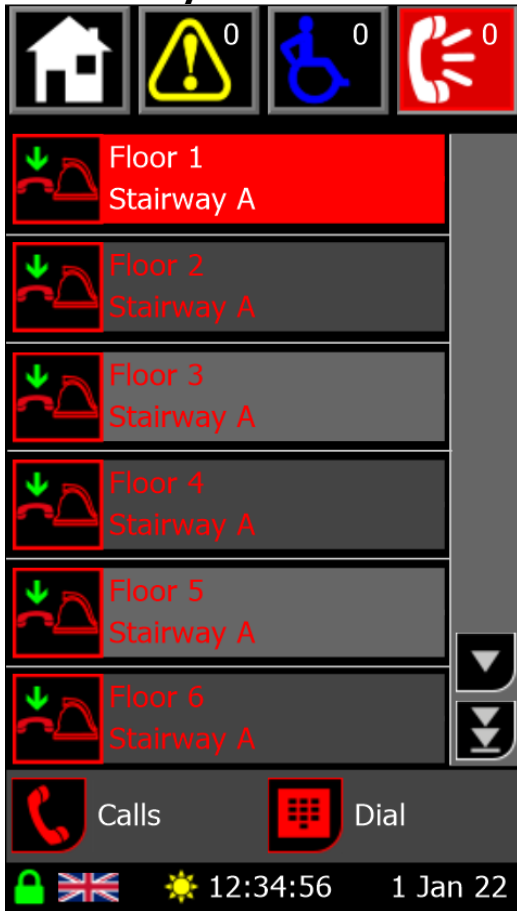 0 0 0
Floor 1
Stairway A
Floor 2
Stairway A
Floor 3
Stairway A
Floor 4
Stairway A
Floor 5
Stairway A
Floor 6
Stairway A
Calls Dial
12:34:56 1 Jan 22